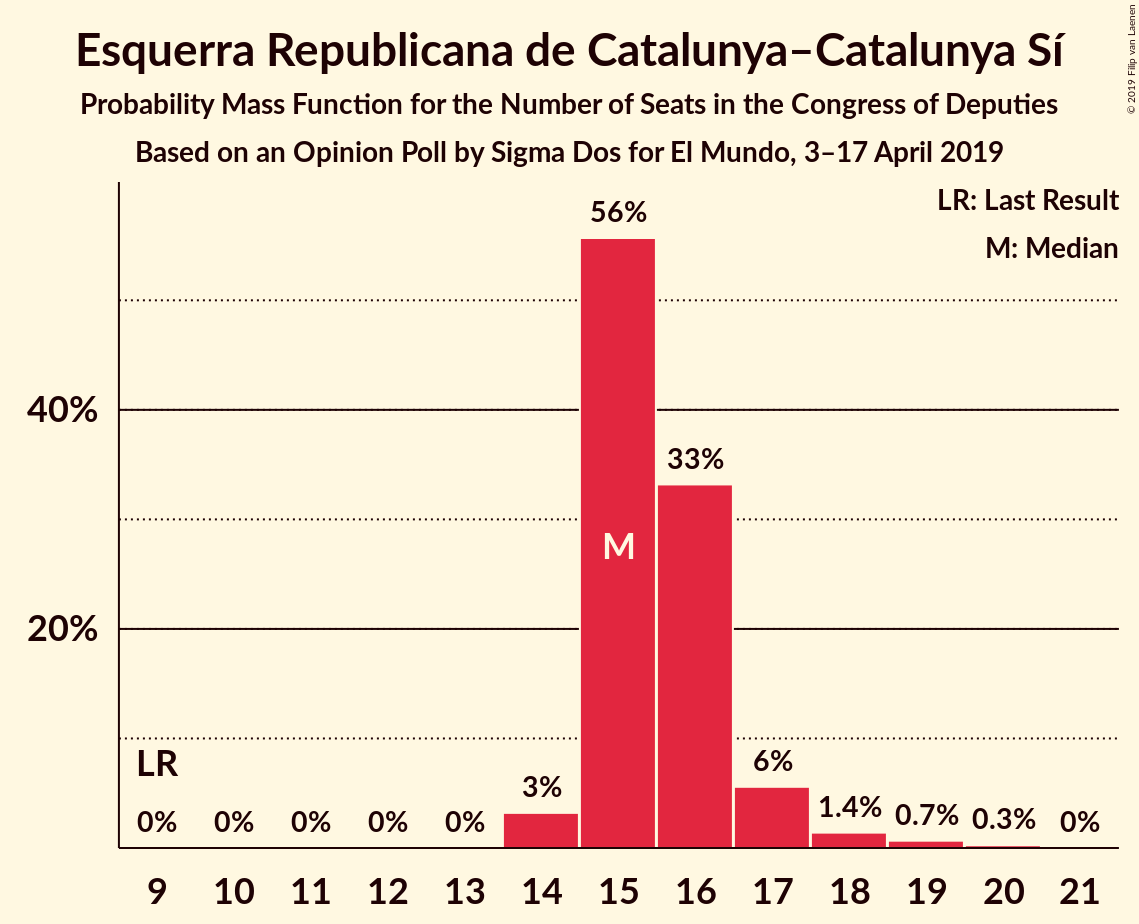 Esquerra Republicana de Catalunya–Catalunya Sí
Probability Mass Function for the Number of Seats in the Congress of Deputies
Based on an Opinion Poll by Sigma Dos for El Mundo, 3–17 April 2019
© 2019 Filip van Laenen
LR: Last Result
M: Median
56%
40%
33%
M
20%
LR
6%
3%
0% 0% 0% 0% 0% 1.4% 0.7% 0.3% 0%
9 10 11 12 13 14 15 16 17 18 19 20 21